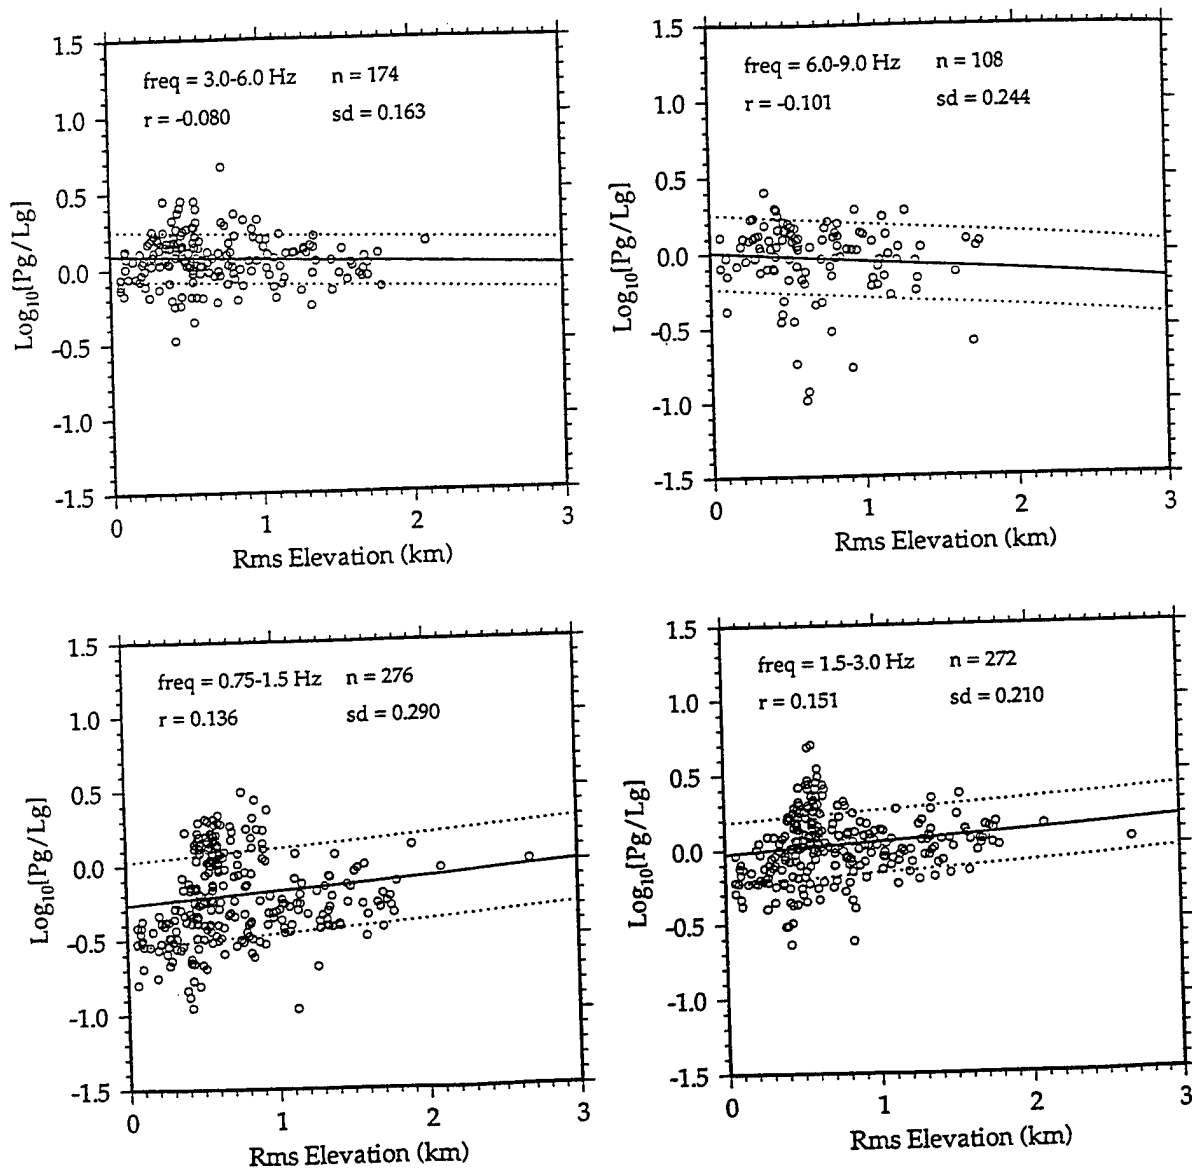 1.5
freq = 3.0-6.0 Hz n = 174
1.0
r = -0.080 sd = 0.163
0.5
Log10[Pg/Lg]
0.0
-0.5
-1.0
-1.5
0 1 2 3
Rms Elevation (km)
1.5
freq = 6.0-9.0 Hz n = 108
1.0
r = -0.101 sd = 0.244
0.5
Log10[Pg/Lg]
0.0
-0.5
-1.0
-1.5
0 1 2 3
Rms Elevation (km)
1.5
freq = 0.75-1.5 Hz n = 276
1.0
r = 0.136 sd = 0.290
0.5
Log10[Pg/Lg]
0.0
-0.5
-1.0
-1.5
0 1 2 3
Rms Elevation (km)
1.5
freq = 1.5-3.0 Hz n = 272
1.0
r = 0.151 sd = 0.210
0.5
Log10[Pg/Lg]
0.0
-0.5
-1.0
-1.5
0 1 2 3
Rms Elevation (km)